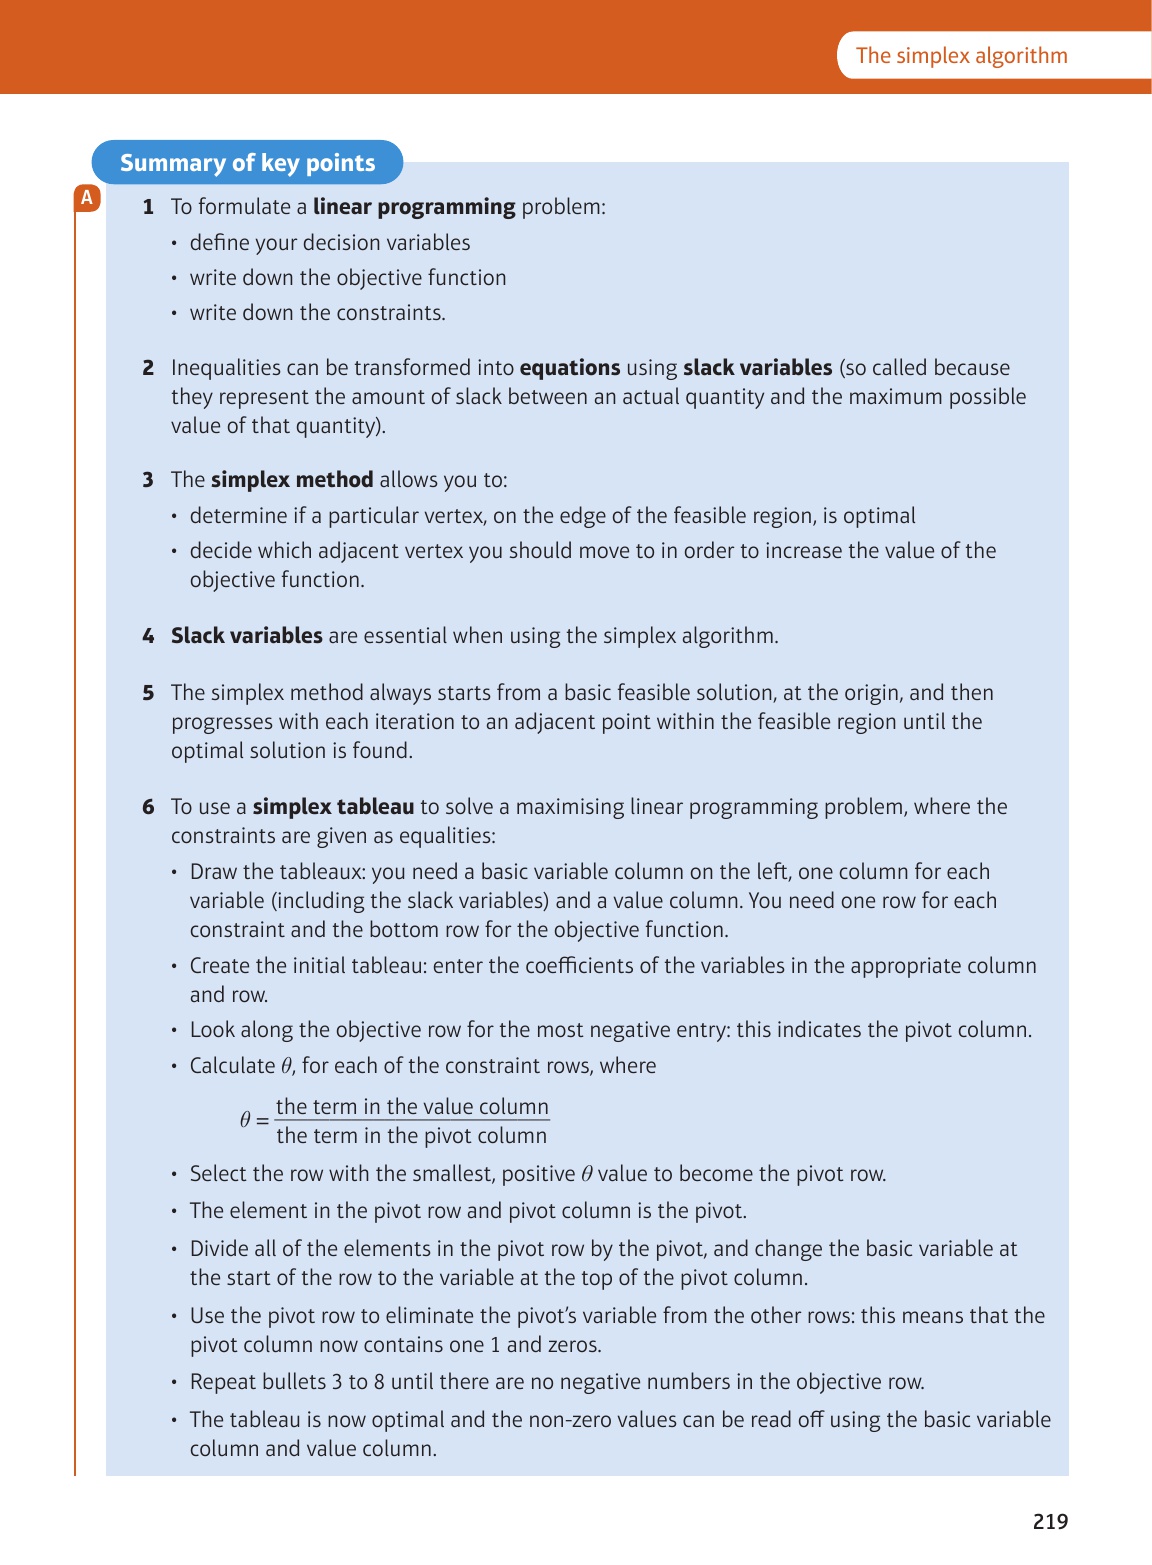 The simplex algorithm
Summary of key points
A
1 To formulate a linear programming problem:
• define your decision variables
• write down the objective function
• write down the constraints.
2 Inequalities can be transformed into equations using slack variables (so called because
they represent the amount of slack between an actual quantity and the maximum possible
value of that quantity).
3 The simplex method allows you to:
• determine if a particular vertex, on the edge of the feasible region, is optimal
• decide which adjacent vertex you should move to in order to increase the value of the
objective function.
4 Slack variables are essential when using the simplex algorithm.
5 The simplex method always starts from a basic feasible solution, at the origin, and then
progresses with each iteration to an adjacent point within the feasible region until the
optimal solution is found.
6 To use a simplex tableau to solve a maximising linear programming problem, where the
constraints are given as equalities:
• Draw the tableaux: you need a basic variable column on the left, one column for each
variable (including the slack variables) and a value column. You need one row for each
constraint and the bottom row for the objective function.
• Create the initial tableau: enter the coefficients of the variables in the appropriate column
and row.
• Look along the objective row for the most negative entry: this indicates the pivot column.
• Calculate θ, for each of the constraint rows, where
the term in the value column
θ =
the term in the pivot column
• Select the row with the smallest, positive θ value to become the pivot row.
• The element in the pivot row and pivot column is the pivot.
• Divide all of the elements in the pivot row by the pivot, and change the basic variable at
the start of the row to the variable at the top of the pivot column.
• Use the pivot row to eliminate the pivot’s variable from the other rows: this means that the
pivot column now contains one 1 and zeros.
• Repeat bullets 3 to 8 until there are no negative numbers in the objective row.
• The tableau is now optimal and the non-zero values can be read off using the basic variable
column and value column.
219